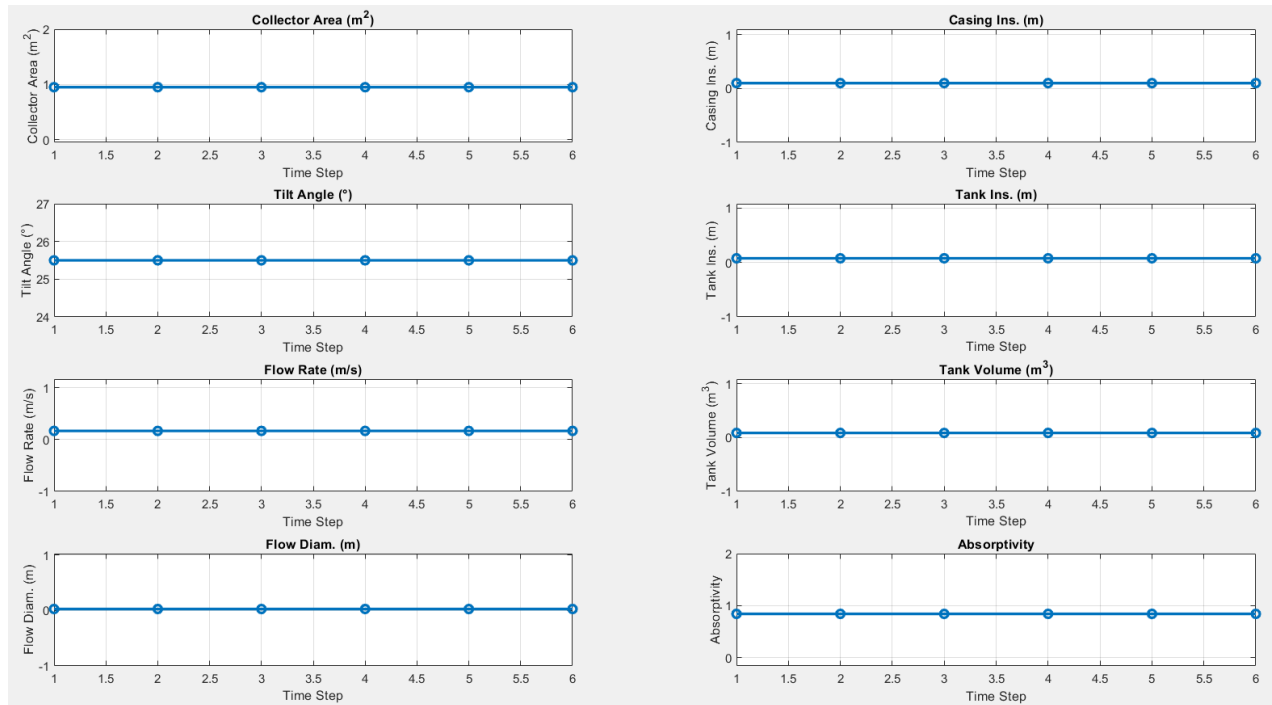 Collector Area (m2)
Collector Area (m2)
2
1
0
1 1.5 2 2.5 3 3.5 4 4.5 5 5.5 6
Time Step
Casing Ins. (m)
Casing Ins. (m)
1
0
-1
1 1.5 2 2.5 3 3.5 4 4.5 5 5.5 6
Time Step
Tilt Angle (°)
Tilt Angle (°)
27
26
25
24
1 1.5 2 2.5 3 3.5 4 4.5 5 5.5 6
Time Step
Tank Ins. (m)
Tank Ins. (m)
1
0
-1
1 1.5 2 2.5 3 3.5 4 4.5 5 5.5 6
Time Step
Flow Rate (m/s)
Flow Rate (m/s)
1
0
-1
1 1.5 2 2.5 3 3.5 4 4.5 5 5.5 6
Time Step
Tank Volume (m3)
Tank Volume (m3)
1
0
-1
1 1.5 2 2.5 3 3.5 4 4.5 5 5.5 6
Time Step
Flow Diam. (m)
Flow Diam. (m)
1
0
-1
1 1.5 2 2.5 3 3.5 4 4.5 5 5.5 6
Time Step
Absorptivity
Absorptivity
2
1
0
1 1.5 2 2.5 3 3.5 4 4.5 5 5.5 6
Time Step